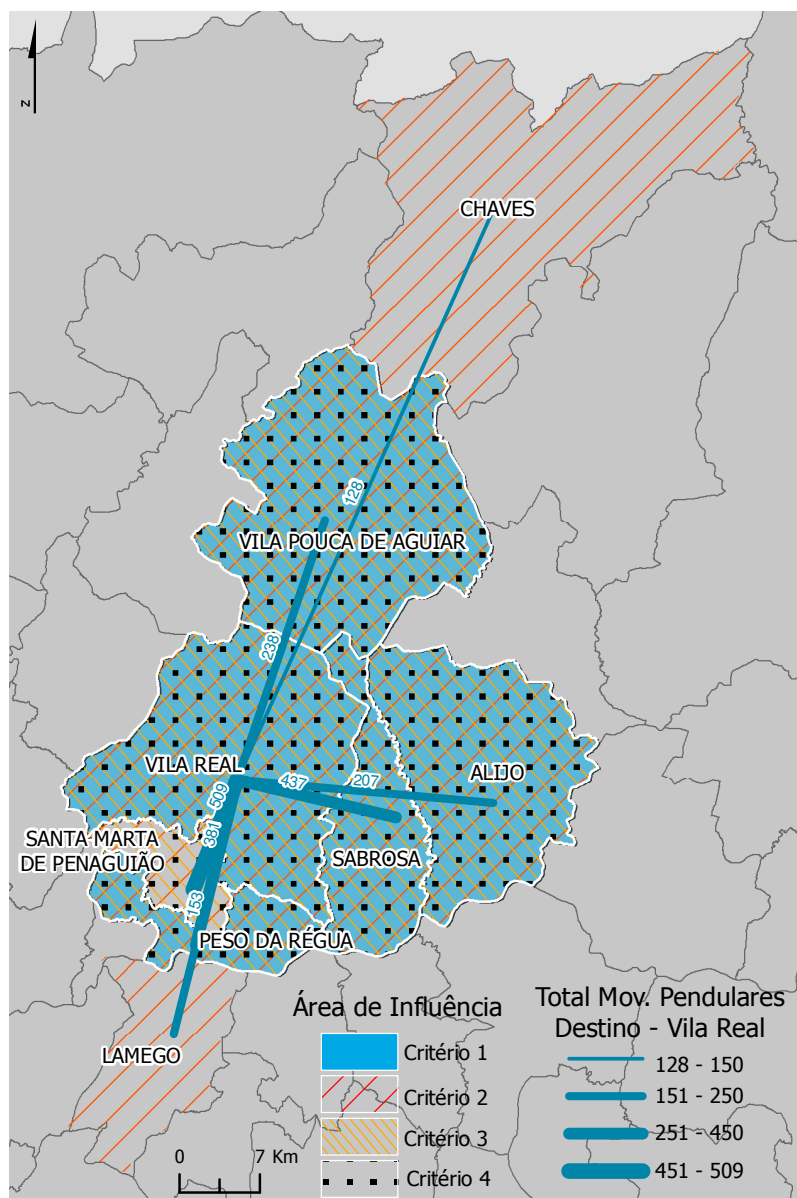 z
CHAVES
128
VILA POUCA DE AGUIAR
238
VILA REAL
437
207
ALIJO
509
381
SANTA MARTA
DE PENAGUIÃO
SABROSA
153
PESO DA RÉGUA
LAMEGO
Área de Influência
Critério 1
Critério 2
Critério 3
Critério 4
Total Mov. Pendulares
Destino - Vila Real
128 - 150
151 - 250
251 - 450
451 - 509
0 7 Km